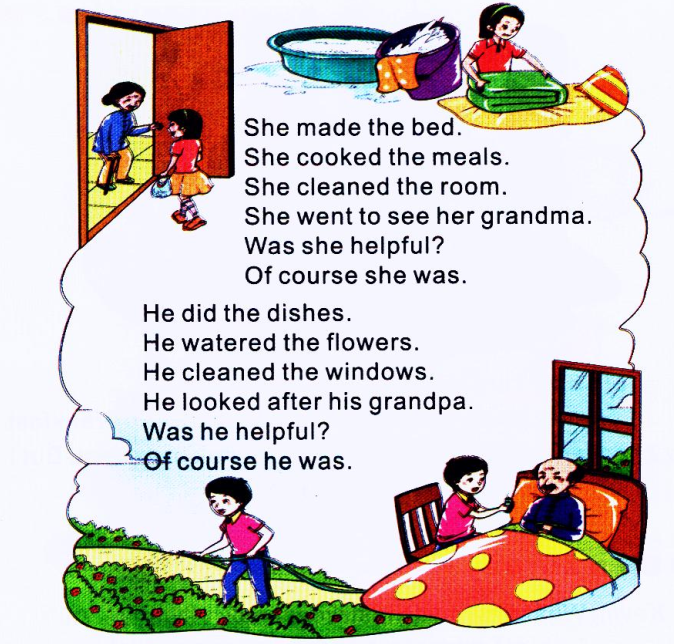 She made the bed.
She cooked the meals.
She cleaned the room.
She went to see her grandma.
Was she helpful?
Of course she was.
He did the dishes.
He watered the flowers.
He cleaned the windows.
He looked after his grandpa.
Was he helpful?
Of course he was.